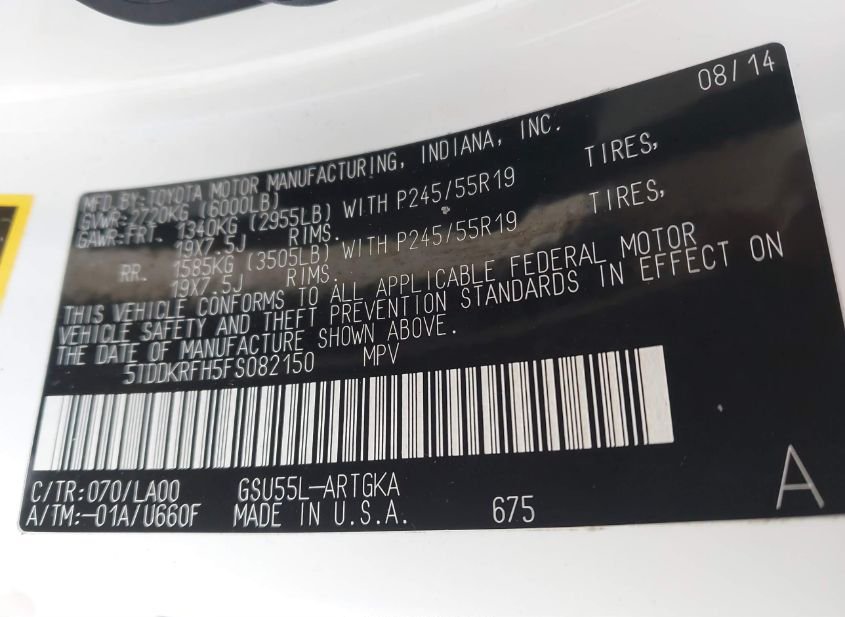 08/14
MFD. BY: TOYOTA MOTOR MANUFACTURING, INDIANA, INC.
GVWR: 2720KG (6000LB)
GAWR: FRT. 1340KG (2955LB) WITH P245/55R19 TIRES,
19X7.5J RIMS.
RR. 1585KG (3505LB) WITH P245/55R19 TIRES,
19X7.5J RIMS.
THIS VEHICLE CONFORMS TO ALL APPLICABLE FEDERAL MOTOR
VEHICLE SAFETY AND THEFT PREVENTION STANDARDS IN EFFECT ON
THE DATE OF MANUFACTURE SHOWN ABOVE.
5TDDKRFH5FS082150 MPV
C/TR:070/LA00 GSU55L-ARTGKA
A/TM:-01A/U660F MADE IN U.S.A. 675
A